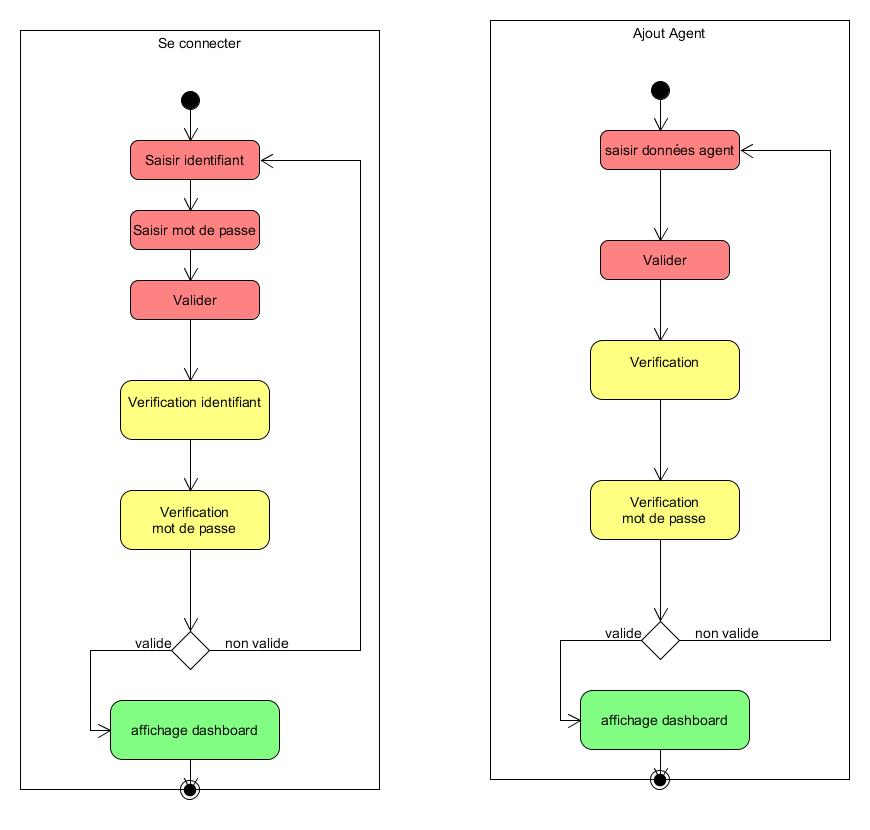 Se connecter
Saisir identifiant
Saisir mot de passe
Valider
Verification identifiant
Verification
mot de passe
valide
non valide
affichage dashboard
Ajout Agent
saisir données agent
Valider
Verification
Verification
mot de passe
valide
non valide
affichage dashboard